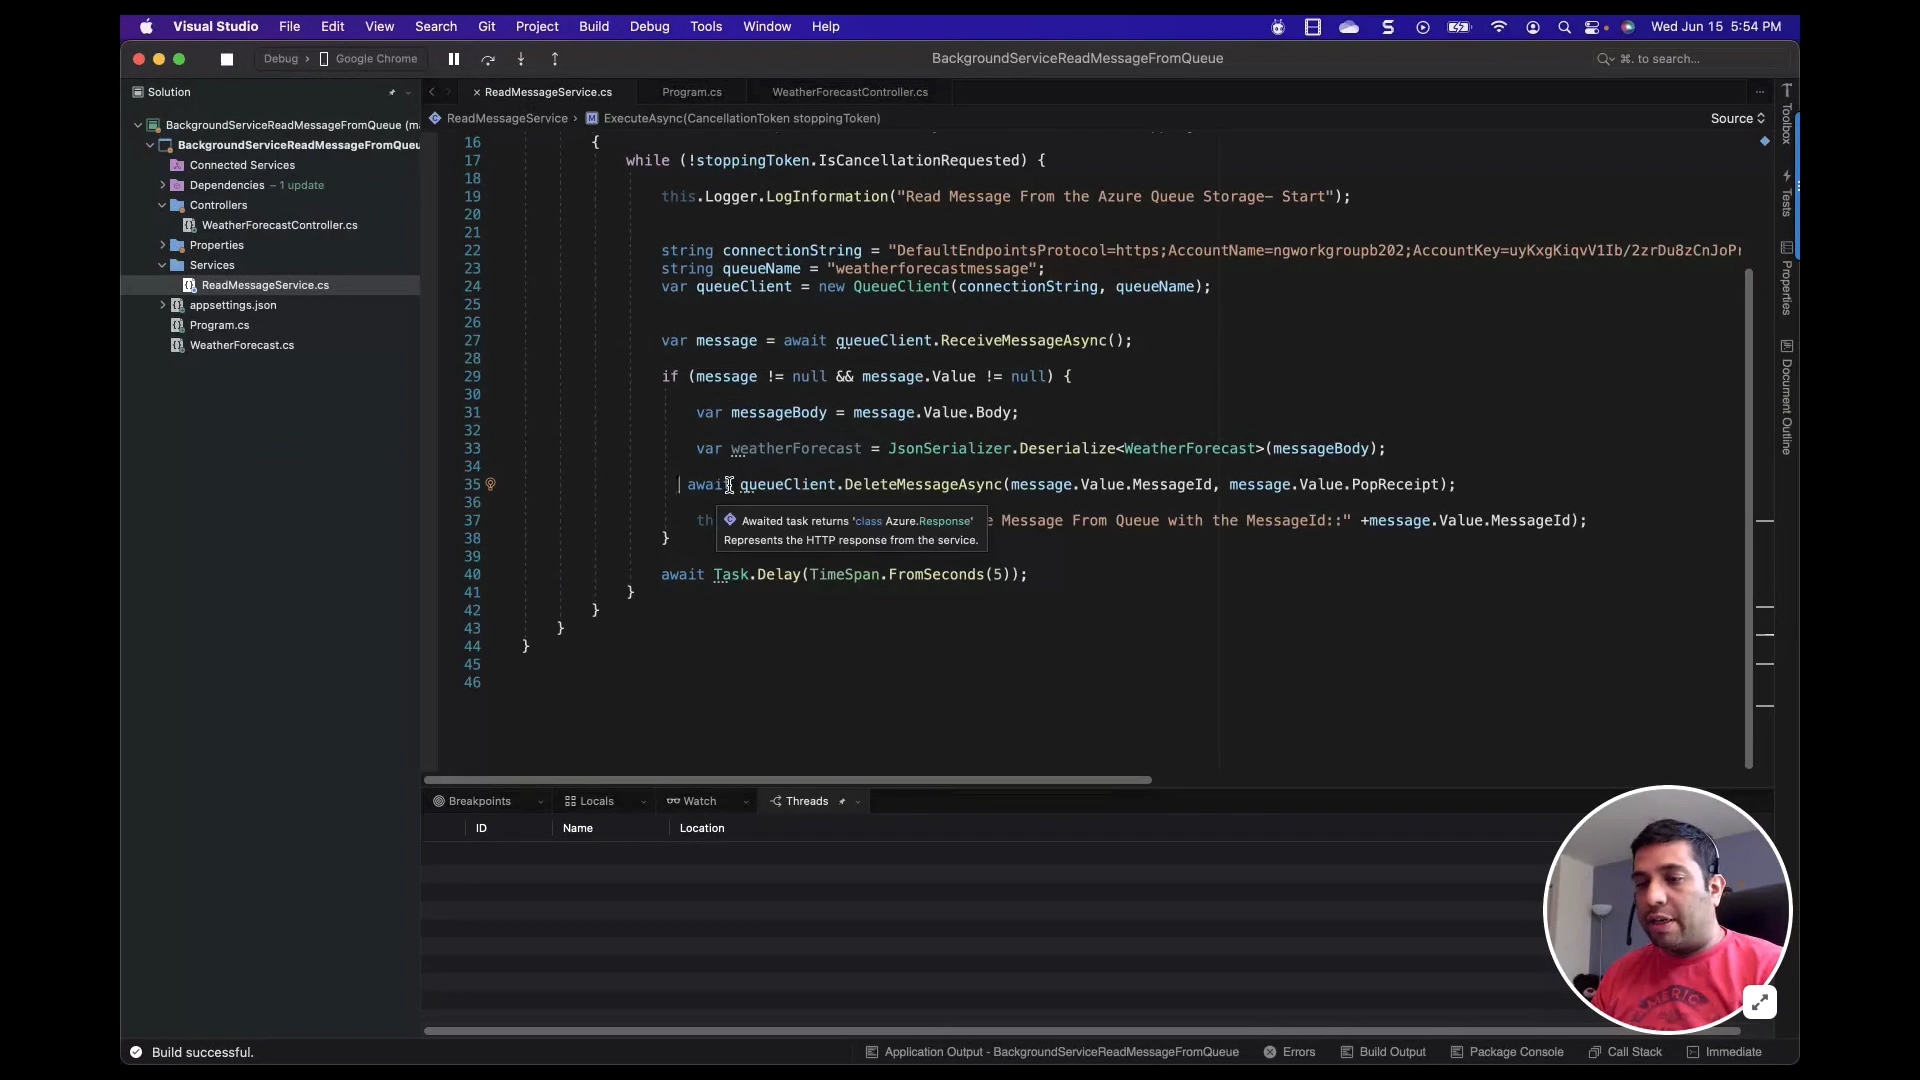 Visual Studio File Edit View Search Git Project Build Debug Tools Window Help Wed Jun 15 5:54 PM
Debug › Google Chrome BackgroundServiceReadMessageFromQueue ⌘. to search...
Solution
BackgroundServiceReadMessageFromQueue (ma
BackgroundServiceReadMessageFromQueu
Connected Services
Dependencies – 1 update
Controllers
WeatherForecastController.cs
Properties
Services
ReadMessageService.cs
appsettings.json
Program.cs
WeatherForecast.cs
ReadMessageService.cs Program.cs WeatherForecastController.cs
ReadMessageService › ExecuteAsync(CancellationToken stoppingToken) Source
16 {
17 while (!stoppingToken.IsCancellationRequested) {
18
19 this.Logger.LogInformation("Read Message From the Azure Queue Storage- Start");
20
21
22 string connectionString = "DefaultEndpointsProtocol=https;AccountName=ngworkgroupb202;AccountKey=uyKxgKiqvV1Ib/2zrDu8zCnJoPr
23 string queueName = "weatherforecastmessage";
24 var queueClient = new QueueClient(connectionString, queueName);
25
26
27 var message = await queueClient.ReceiveMessageAsync();
28
29 if (message != null && message.Value != null) {
30
31 var messageBody = message.Value.Body;
32
33 var weatherForecast = JsonSerializer.Deserialize<WeatherForecast>(messageBody);
34
35 await queueClient.DeleteMessageAsync(message.Value.MessageId, message.Value.PopReceipt);
36
37 th e Message From Queue with the MessageId::" +message.Value.MessageId);
Awaited task returns 'class Azure.Response'
Represents the HTTP response from the service.
38 }
39
40 await Task.Delay(TimeSpan.FromSeconds(5));
41 }
42 }
43 }
44 }
45
46
Toolbox
Tests
Properties
Document Outline
Breakpoints Locals Watch Threads
ID Name Location
Build successful. Application Output - BackgroundServiceReadMessageFromQueue Errors Build Output Package Console Call Stack Immediate